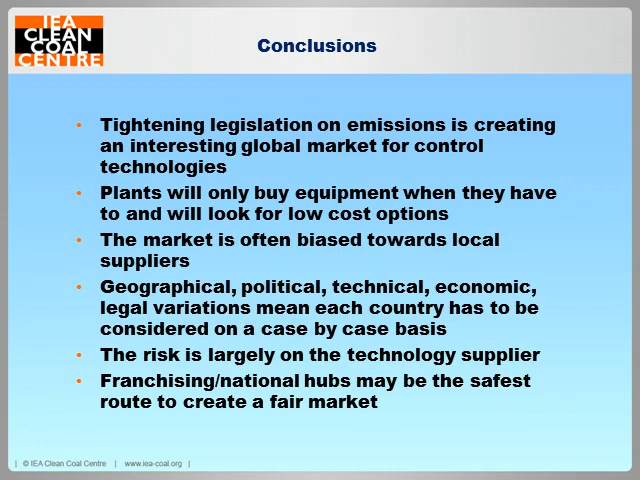 IEA
CLEAN
COAL
CENTRE
Conclusions
• Tightening legislation on emissions is creating
an interesting global market for control
technologies
• Plants will only buy equipment when they have
to and will look for low cost options
• The market is often biased towards local
suppliers
• Geographical, political, technical, economic,
legal variations mean each country has to be
considered on a case by case basis
• The risk is largely on the technology supplier
• Franchising/national hubs may be the safest
route to create a fair market
| © IEA Clean Coal Centre | www.iea-coal.org |